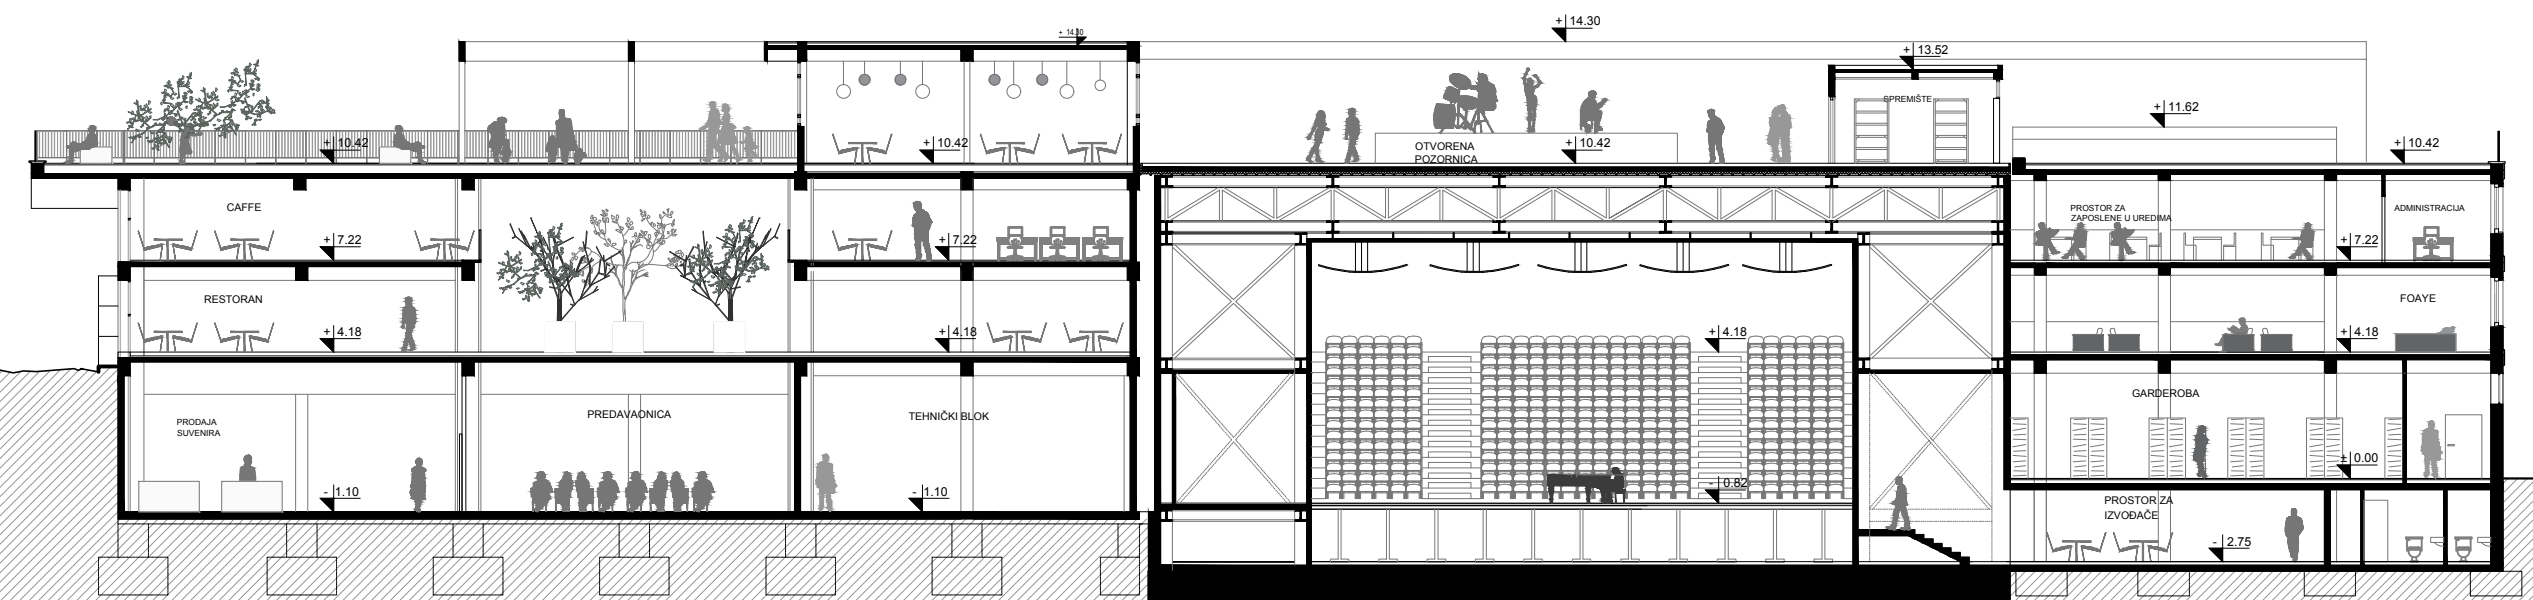 + 14.30
+ 14.30
+ 13.52
SPREMIŠTE
+ 11.62
+ 10.42
+ 10.42
OTVORENA
POZORNICA
+ 10.42
+ 10.42
CAFFE
+ 7.22
+ 7.22
PROSTOR ZA
ZAPOSLENE U UREDIMA
ADMINISTRACIJA
+ 7.22
RESTORAN
+ 4.18
+ 4.18
+ 4.18
FOAYE
+ 4.18
PRODAJA
SUVENIRA
- 1.10
PREDAVAONICA
TEHNIČKI BLOK
- 1.10
- 0.82
GARDEROBA
± 0.00
PROSTOR ZA
IZVOĐAČE
- 2.75